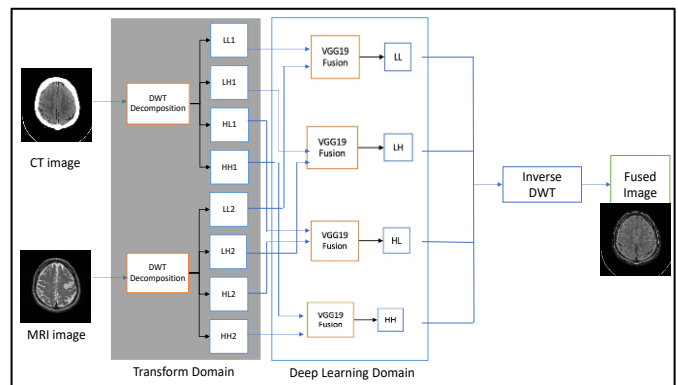 CT image
MRI image
DWT
Decomposition
DWT
Decomposition
LL1
LH1
HL1
HH1
LL2
LH2
HL2
HH2
Transform Domain
VGG19
Fusion
VGG19
Fusion
VGG19
Fusion
VGG19
Fusion
LL
LH
HL
HH
Deep Learning Domain
Inverse
DWT
Fused
Image